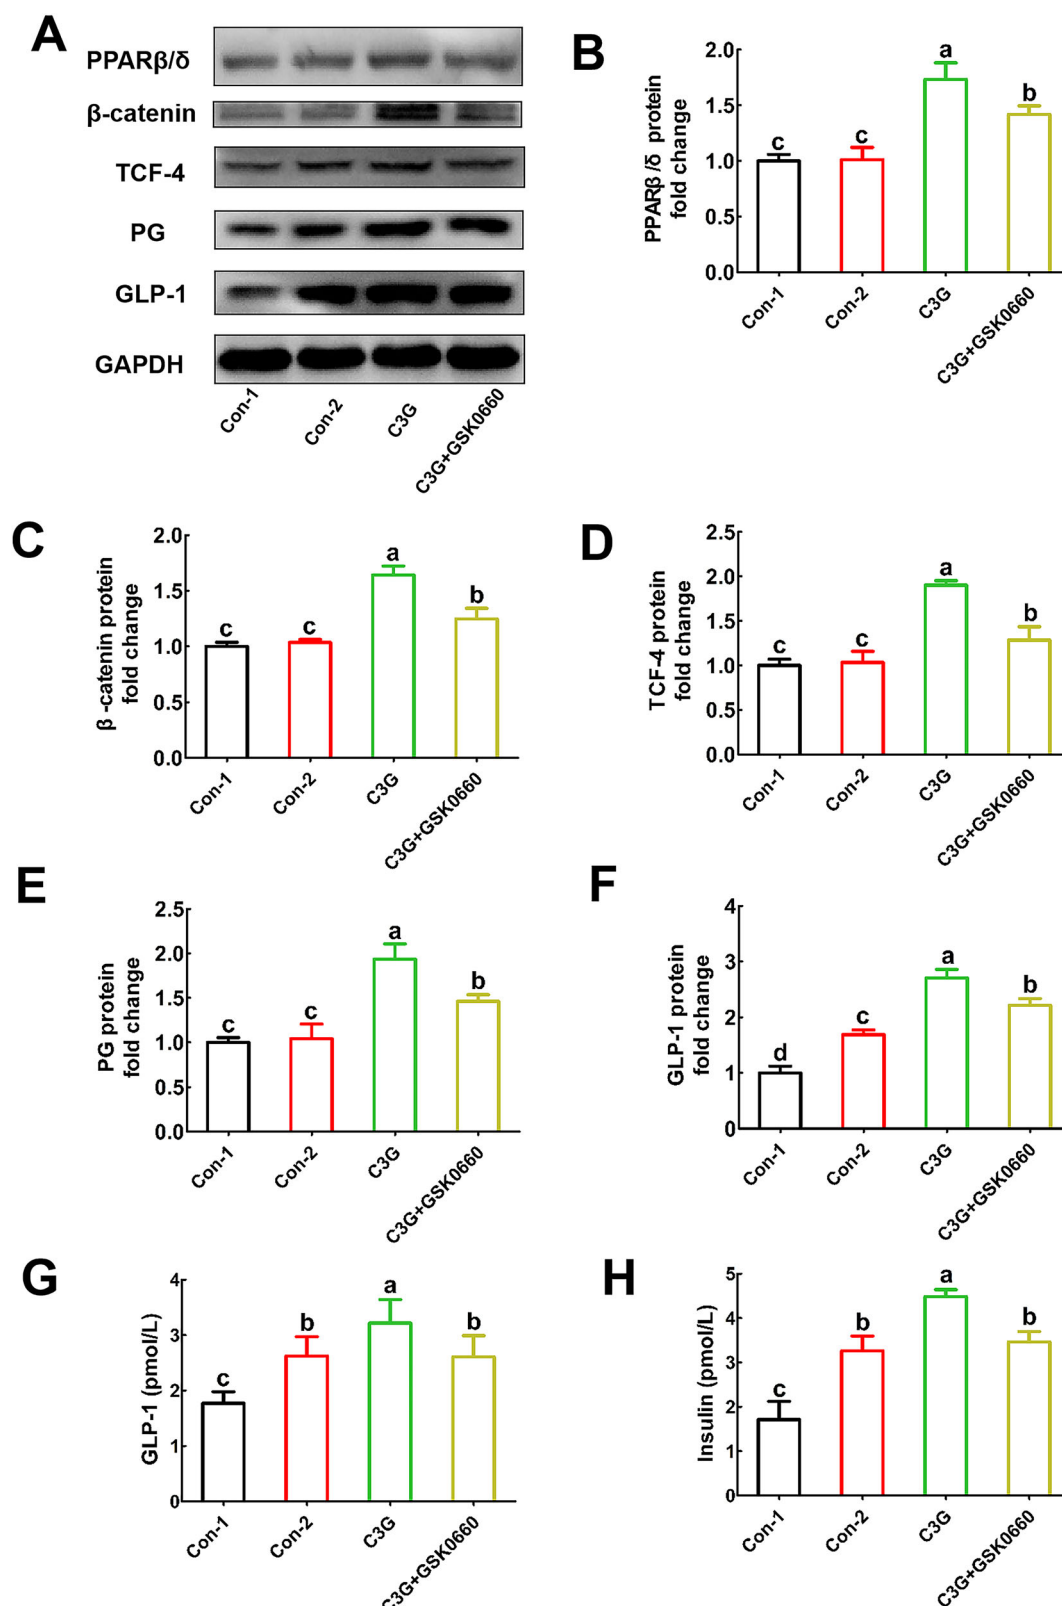 A
PPARβ/δ
β-catenin
TCF-4
PG
GLP-1
GAPDH
Con-1
Con-2
C3G
C3G+GSK0660
B
PPARβ/δ protein
fold change
2.0
1.5
1.0
0.5
0.0
c
c
a
b
Con-1
Con-2
C3G
C3G+GSK0660
C
β-catenin protein
fold change
2.0
1.5
1.0
0.5
0.0
c
c
a
b
Con-1
Con-2
C3G
C3G+GSK0660
D
TCF-4 protein
fold change
2.5
2.0
1.5
1.0
0.5
0.0
c
c
a
b
Con-1
Con-2
C3G
C3G+GSK0660
E
PG protein
fold change
2.5
2.0
1.5
1.0
0.5
0.0
c
c
a
b
Con-1
Con-2
C3G
C3G+GSK0660
F
GLP-1 protein
fold change
4
3
2
1
0
d
c
a
b
Con-1
Con-2
C3G
C3G+GSK0660
G
GLP-1 (pmol/L)
4
3
2
1
0
c
b
a
b
Con-1
Con-2
C3G
C3G+GSK0660
H
Insulin (pmol/L)
5
4
3
2
1
0
c
b
a
b
Con-1
Con-2
C3G
C3G+GSK0660